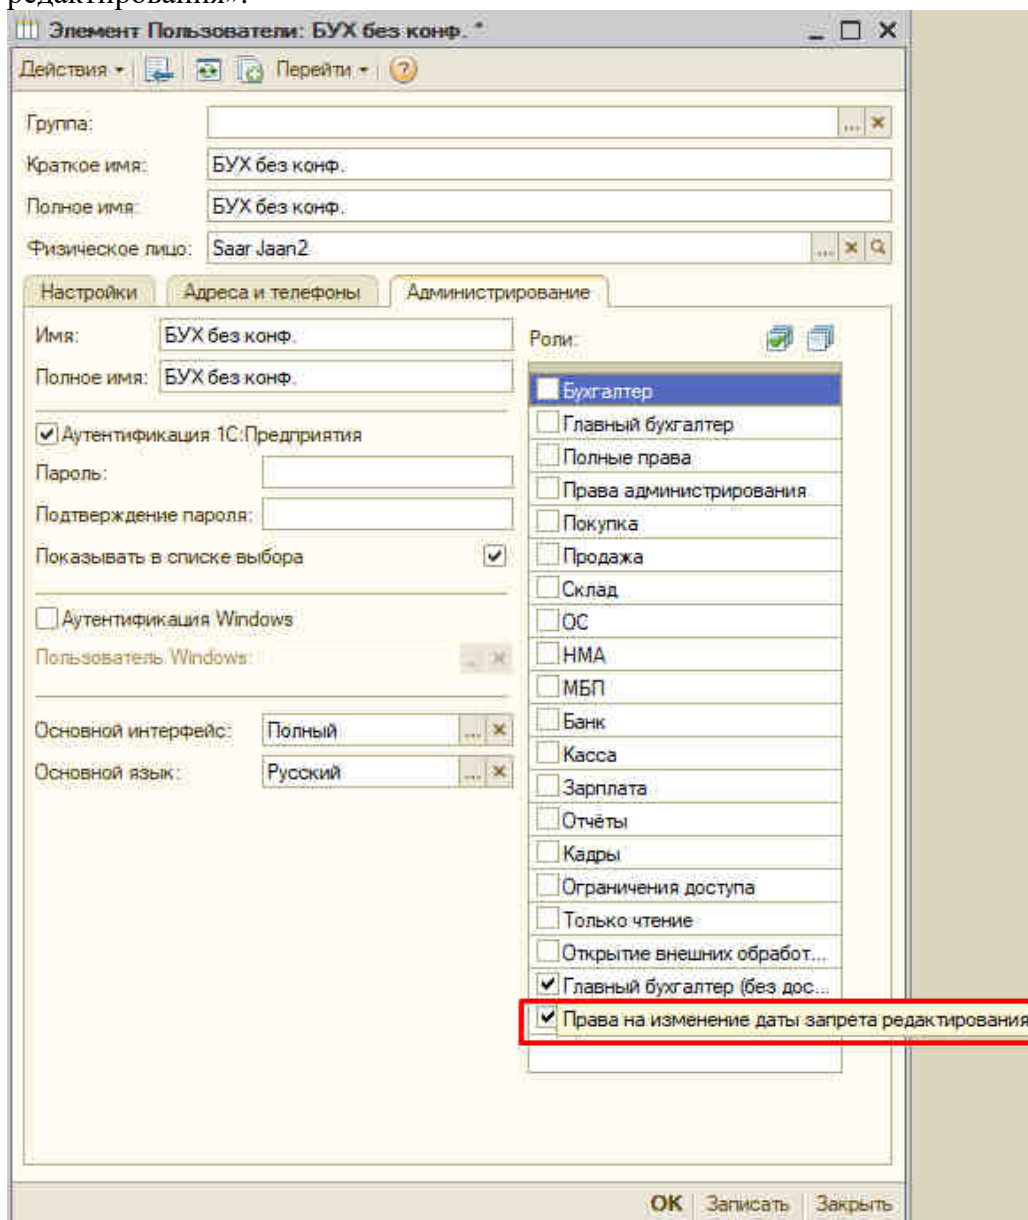 редактирования».
Элемент Пользователи: БУХ без конф. *
Действия Перейти
Группа: ...
Краткое имя: БУХ без конф.
Полное имя: БУХ без конф.
Физическое лицо: Saar Jaan2 ...
Настройки Адреса и телефоны Администрирование
Имя: БУХ без конф.
Полное имя: БУХ без конф.
Аутентификация 1С:Предприятия
Пароль:
Подтверждение пароля:
Показывать в списке выбора
Аутентификация Windows
Пользователь Windows: ...
Основной интерфейс: Полный ...
Основной язык: Русский ...
Роли:
Бухгалтер
Главный бухгалтер
Полные права
Права администрирования
Покупка
Продажа
Склад
ОС
НМА
МБП
Банк
Касса
Зарплата
Отчёты
Кадры
Ограничения доступа
Только чтение
Открытие внешних обработ...
Главный бухгалтер (без дос...
Права на изменение даты запрета редактирования
OK Записать Закрыть